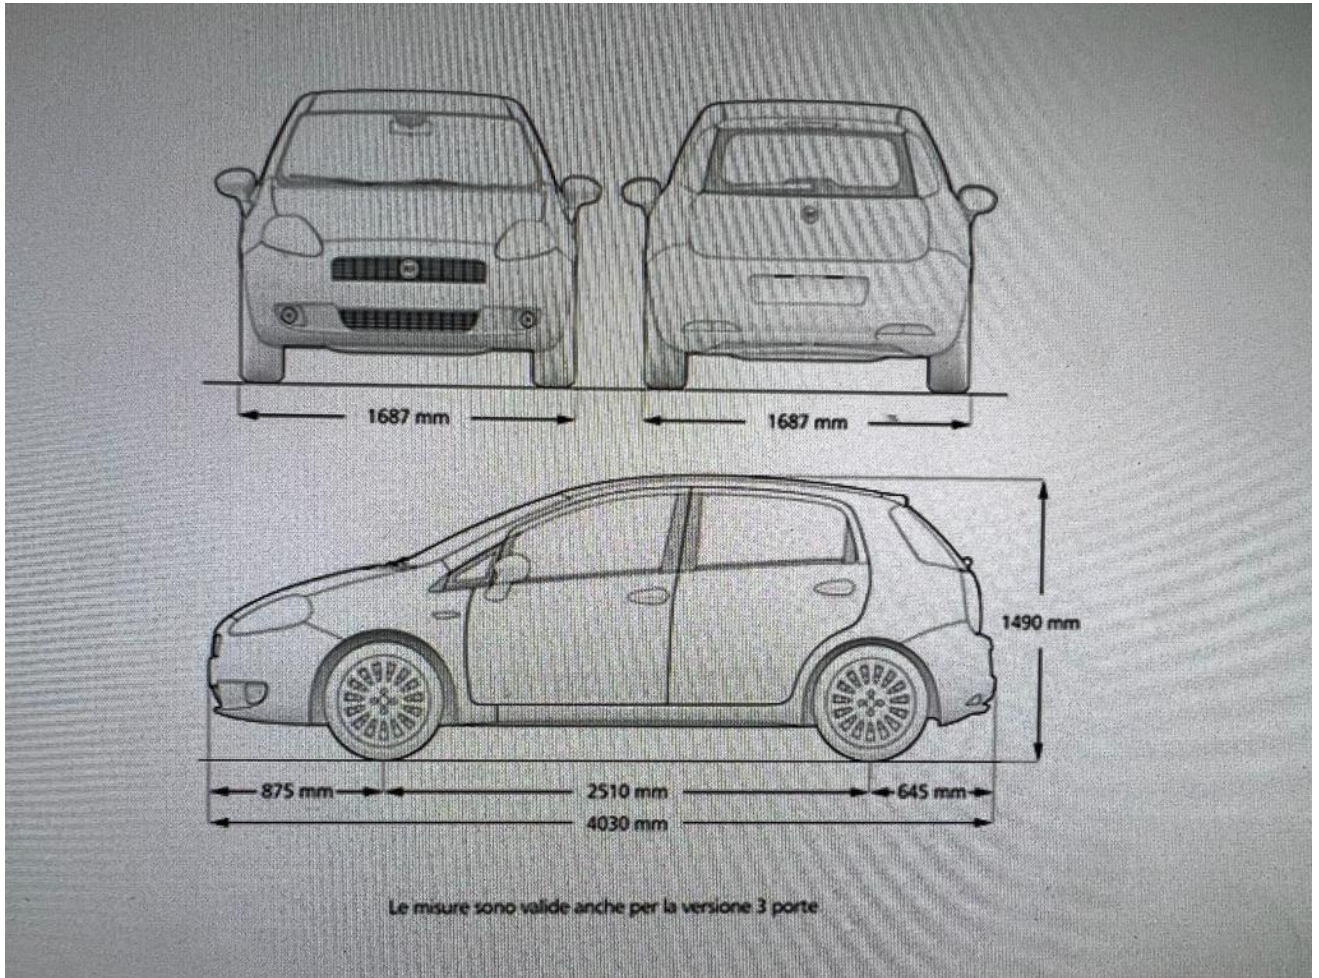 1687 mm
1687 mm
1490 mm
875 mm
2510 mm
645 mm
4030 mm
Le misure sono valide anche per la versione 3 porte